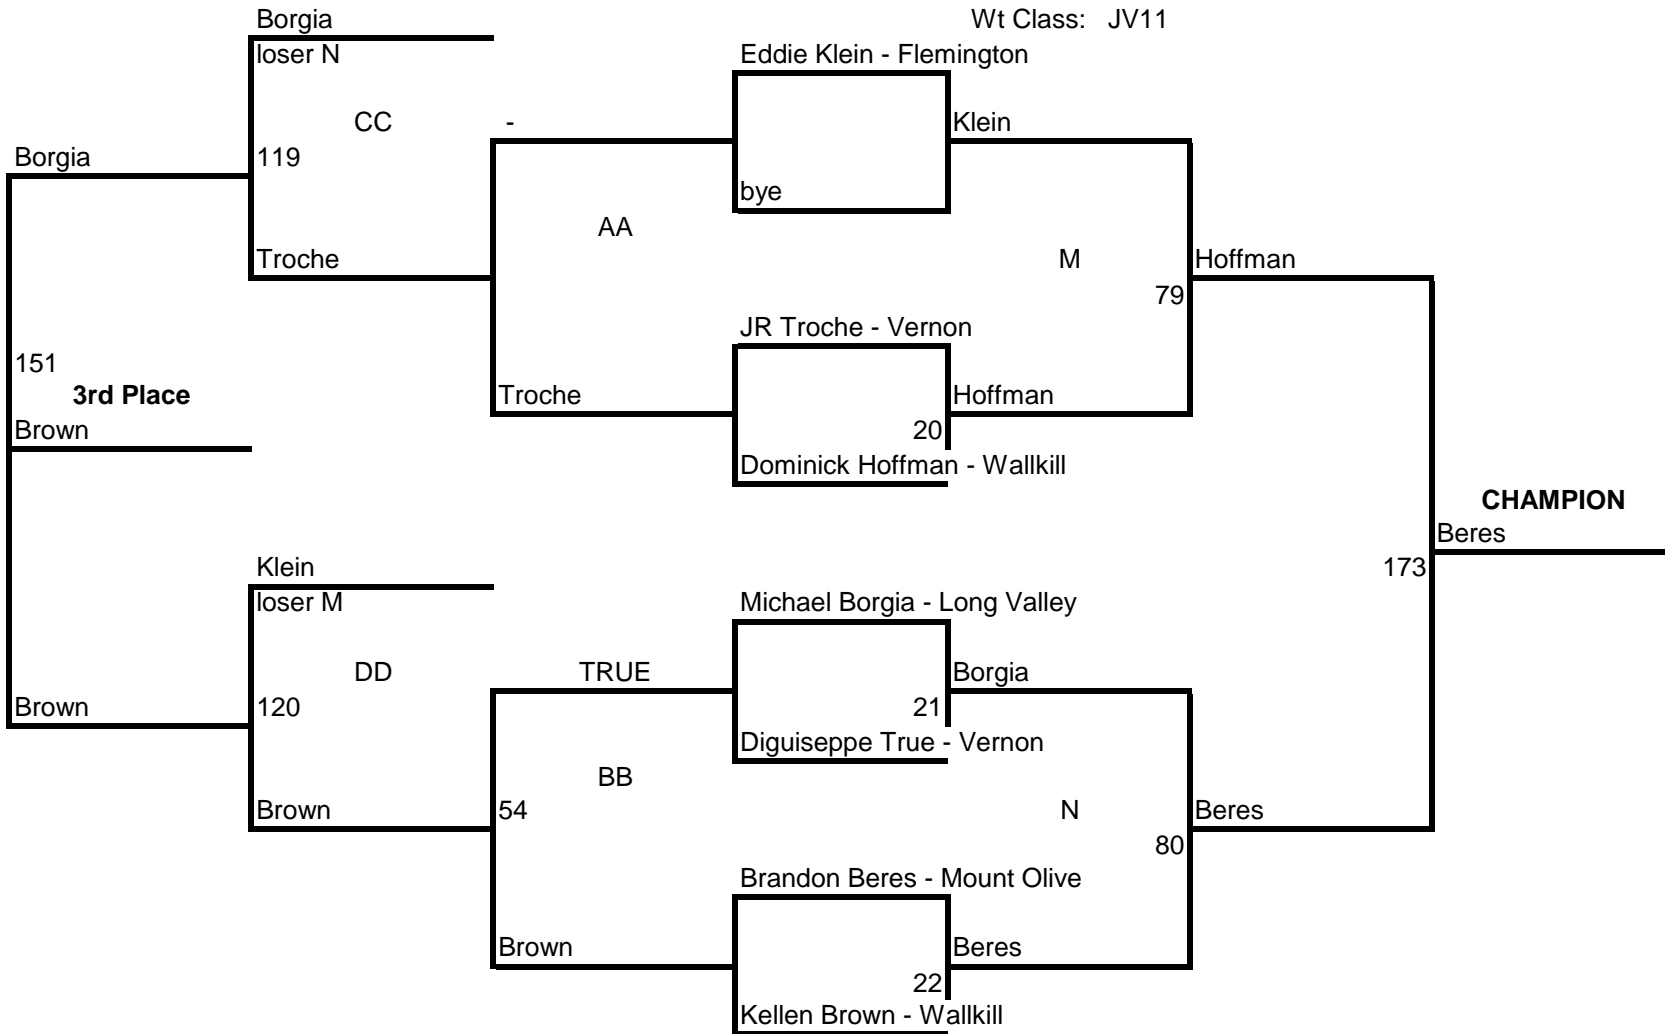 Borgia
Wt Class: JV11
loser N
Eddie Klein - Flemington
CC
-
Klein
Borgia
119
bye
AA
Troche
M
Hoffman
79
JR Troche - Vernon
151
3rd Place
Troche
Hoffman
Brown
20
Dominick Hoffman - Wallkill
CHAMPION
Beres
Klein
173
loser M
Michael Borgia - Long Valley
DD
TRUE
Borgia
Brown
120
21
Diguiseppe True - Vernon
BB
Brown
54
N
Beres
80
Brandon Beres - Mount Olive
Brown
Beres
22
Kellen Brown - Wallkill